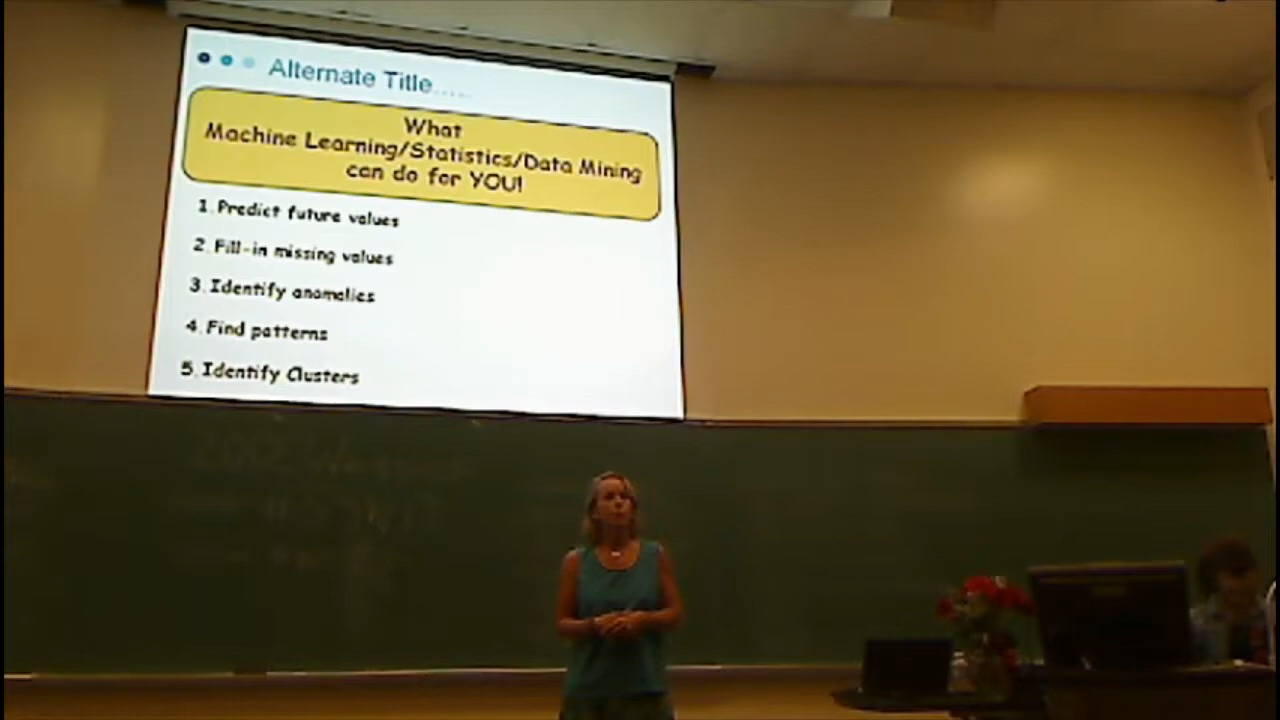 Alternate Title.....
What
Machine Learning/Statistics/Data Mining
can do for YOU!
1. Predict future values
2. Fill-in missing values
3. Identify anomalies
4. Find patterns
5. Identify Clusters